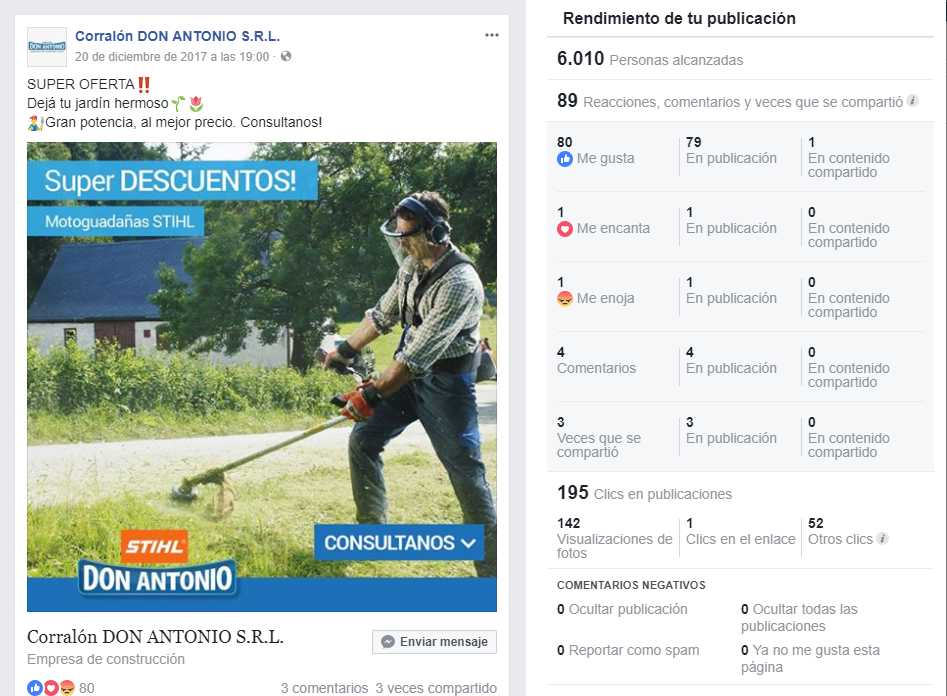 Corralón DON ANTONIO S.R.L.
20 de diciembre de 2017 a las 19:00 ·
SUPER OFERTA‼️
Dejá tu jardín hermoso🌱🌷
👨‍🌾Gran potencia, al mejor precio. Consultanos!
Super DESCUENTOS!
Motoguadañas STIHL
CONSULTANOS
STIHL
DON ANTONIO
Corralón DON ANTONIO S.R.L.
Empresa de construcción
Enviar mensaje
80
3 comentarios 3 veces compartido
Rendimiento de tu publicación
6.010 Personas alcanzadas
89 Reacciones, comentarios y veces que se compartió
80
Me gusta
79
En publicación
1
En contenido
compartido
1
Me encanta
1
En publicación
0
En contenido
compartido
1
Me enoja
1
En publicación
0
En contenido
compartido
4
Comentarios
4
En publicación
0
En contenido
compartido
3
Veces que se
compartió
3
En publicación
0
En contenido
compartido
195 Clics en publicaciones
142
Visualizaciones de
fotos
1
Clics en el enlace
52
Otros clics
COMENTARIOS NEGATIVOS
0 Ocultar publicación
0 Ocultar todas las
publicaciones
0 Reportar como spam
0 Ya no me gusta esta
página